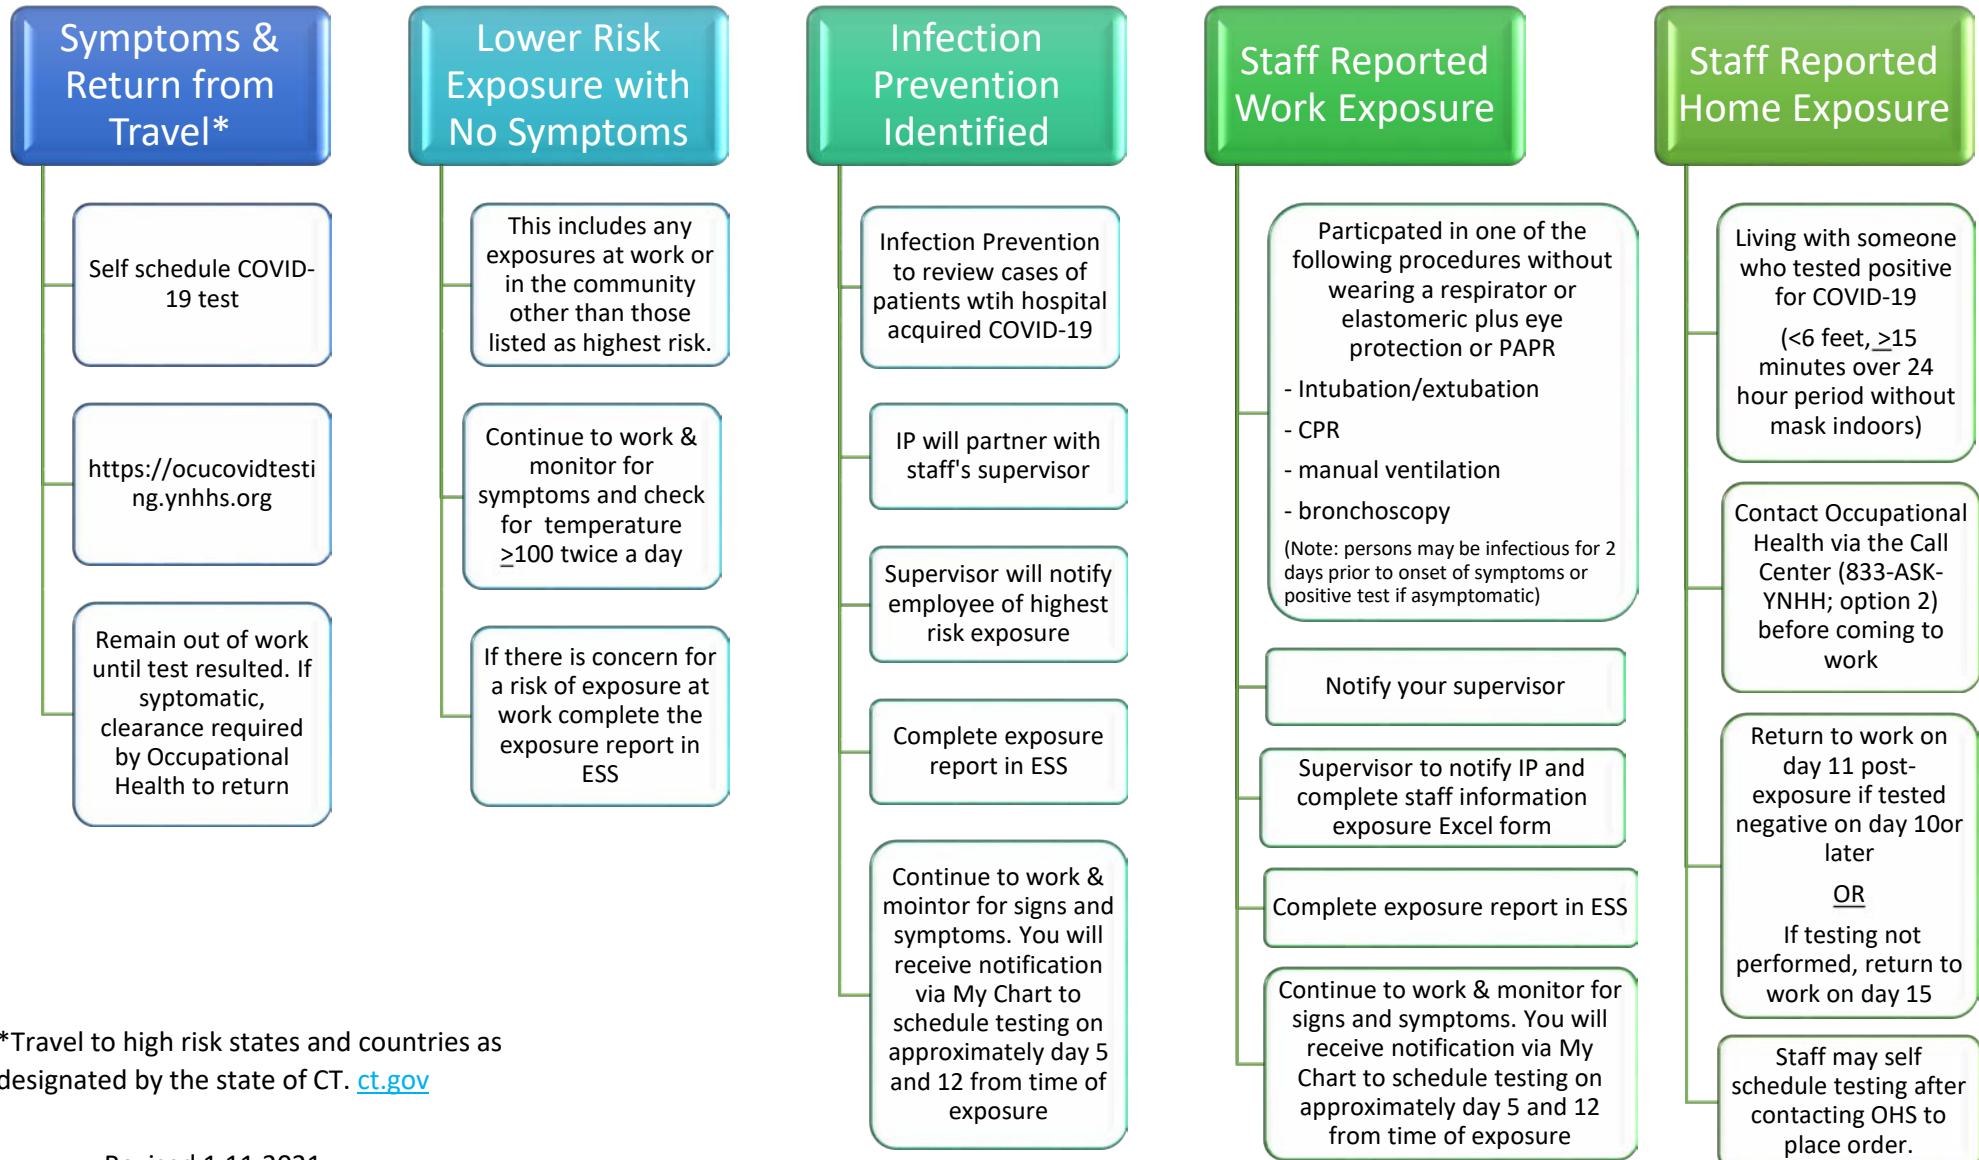 Symptoms &
Return from
Travel*
Self schedule COVID-
19 test
https://ocucovidtesti
ng.ynhhs.org
Remain out of work
until test resulted. If
syptomatic,
clearance required
by Occupational
Health to return
Lower Risk
Exposure with
No Symptoms
This includes any
exposures at work or
in the community
other than those
listed as highest risk.
Continue to work &
monitor for
symptoms and check
for temperature
≥100 twice a day
If there is concern for
a risk of exposure at
work complete the
exposure report in
ESS
Infection
Prevention
Identified
Infection Prevention
to review cases of
patients wtih hospital
acquired COVID-19
IP will partner with
staff's supervisor
Supervisor will notify
employee of highest
risk exposure
Complete exposure
report in ESS
Continue to work &
mointor for signs and
symptoms. You will
receive notification
via My Chart to
schedule testing on
approximately day 5
and 12 from time of
exposure
Staff Reported
Work Exposure
Particpated in one of the
following procedures without
wearing a respirator or
elastomeric plus eye
protection or PAPR
- Intubation/extubation
- CPR
- manual ventilation
- bronchoscopy
(Note: persons may be infectious for 2
days prior to onset of symptoms or
positive test if asymptomatic)
Notify your supervisor
Supervisor to notify IP and
complete staff information
exposure Excel form
Complete exposure report in ESS
Continue to work & monitor for
signs and symptoms. You will
receive notification via My
Chart to schedule testing on
approximately day 5 and 12
from time of exposure
Staff Reported
Home Exposure
Living with someone
who tested positive
for COVID-19
(<6 feet, ≥15
minutes over 24
hour period without
mask indoors)
Contact Occupational
Health via the Call
Center (833-ASK-
YNHH; option 2)
before coming to
work
Return to work on
day 11 post-
exposure if tested
negative on day 10or
later
OR
If testing not
performed, return to
work on day 15
Staff may self
schedule testing after
contacting OHS to
place order.
*Travel to high risk states and countries as
designated by the state of CT. ct.gov
Revised 1-11-2021